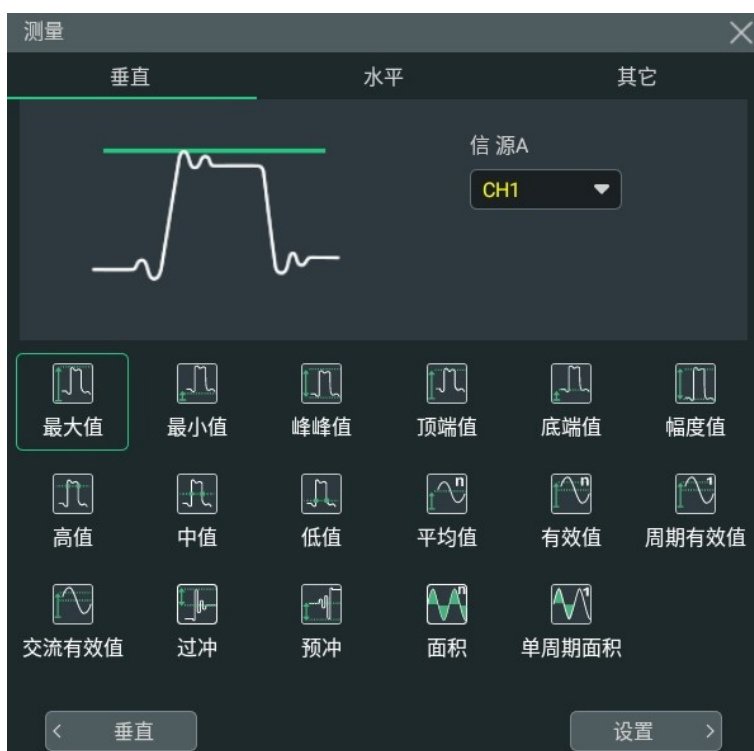 测量
垂直 水平 其它
信 源A
CH1
最大值 最小值 峰峰值 顶端值 底端值 幅度值
n n 1
高值 中值 低值 平均值 有效值 周期有效值
n 1
交流有效值 过冲 预冲 面积 单周期面积
< 垂直 设置 >